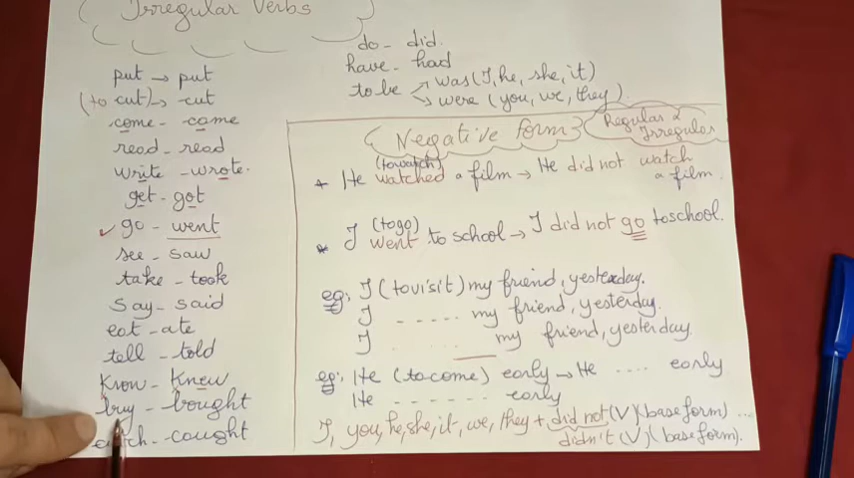 Irregular Verbs
put → put
(to cut) → cut
come - came
read - read
write - wrote.
get - got
go - went
see - saw
take - took
say - said
eat - ate
tell - told
Know - Knew
buy - bought
catch - caught
do - did.
have - had
to be
was (I, he, she, it)
were (you, we, they).
Negative form
Regular &
Irregular
(to watch)
* He watched a film → He did not watch
a film.
(to go)
* I went to school → I did not go to school.
eg: I (to visit) my friend, yesterday.
I ..... my friend, yesterday.
I my friend, yesterday.
eg: He (to come) early → He .... early
He ...... early
I, you, he, she, it, we, they + did not (V) (base form) ...
didn't (V) (base form).